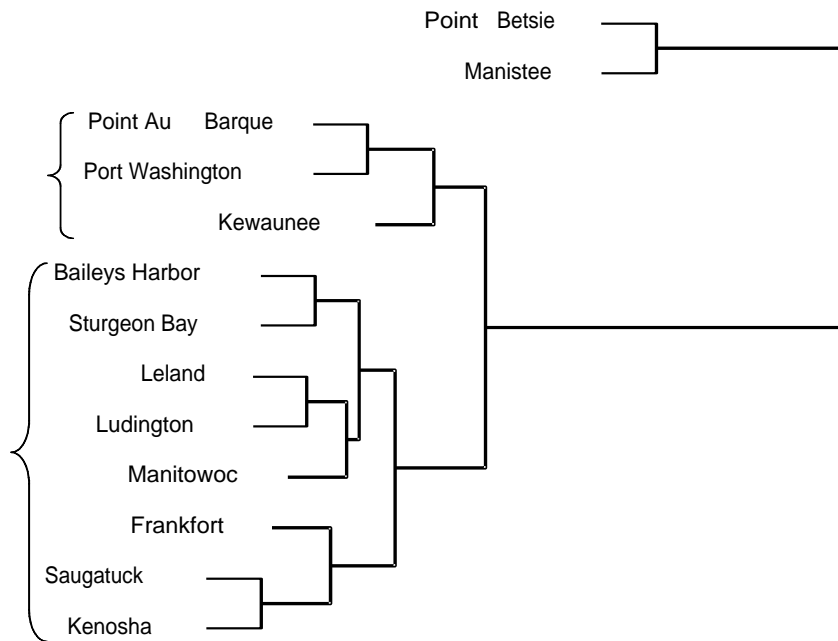 Point Betsie
Manistee
Point Au Barque
Port Washington
Kewaunee
Baileys Harbor
Sturgeon Bay
Leland
Ludington
Manitowoc
Frankfort
Saugatuck
Kenosha